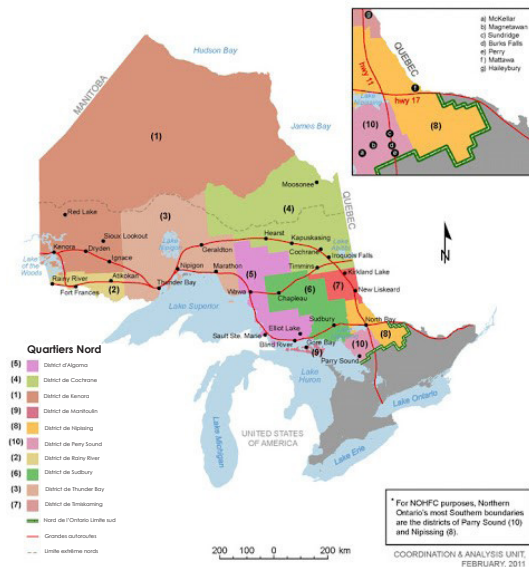 Hudson Bay
MANITOBA
(1)
James Bay
QUEBEC
Moosonee
(4)
(3)
Red Lake
Sioux Lookout
Lake Nipigon
Kenora
Dryden
Ignace
Lake of the Woods
Rainy River
Atikokan
Fort Frances
(2)
Thunder Bay
Nipigon
Geraldton
Marathon
Hearst
Kapuskasing
Cochrane
Iroquois Falls
Lake Abitibi
Timmins
Kirkland Lake
(5)
(6)
(7)
Wawa
Chapleau
New Liskeard
Lake Superior
Sault Ste. Marie
Elliot Lake
Blind River
Gore Bay
(9)
Sudbury
North Bay
(8)
(10)
Parry Sound
Lake Huron
UNITED STATES
OF AMERICA
Lake Michigan
Lake Ontario
Lake Erie
N
QUEBEC
g
hwy 11
hwy 17
f
Lake Nipissing
(10)
(8)
a
b
c
d
e
a) McKellar
b) Magnetawan
c) Sundridge
d) Burks Falls
e) Perry
f) Mattawa
g) Haileybury
Quartiers Nord
(5) District d'Algoma
(4) District de Cochrane
(1) District de Kenora
(9) District de Manitoulin
(8) District de Nipissing
(10) District de Perry Sound
(2) District de Rainy River
(6) District de Sudbury
(3) District de Thunder Bay
(7) District de Timiskaming
Nord de l'Ontario Limite sud
Grandes autoroutes
Limite extrême nords
200 km 0 200 km
* For NOHFC purposes, Northern
Ontario's most Southern boundaries
are the districts of Parry Sound (10)
and Nipissing (8).
COORDINATION & ANALYSIS UNIT,
FEBRUARY, 2011